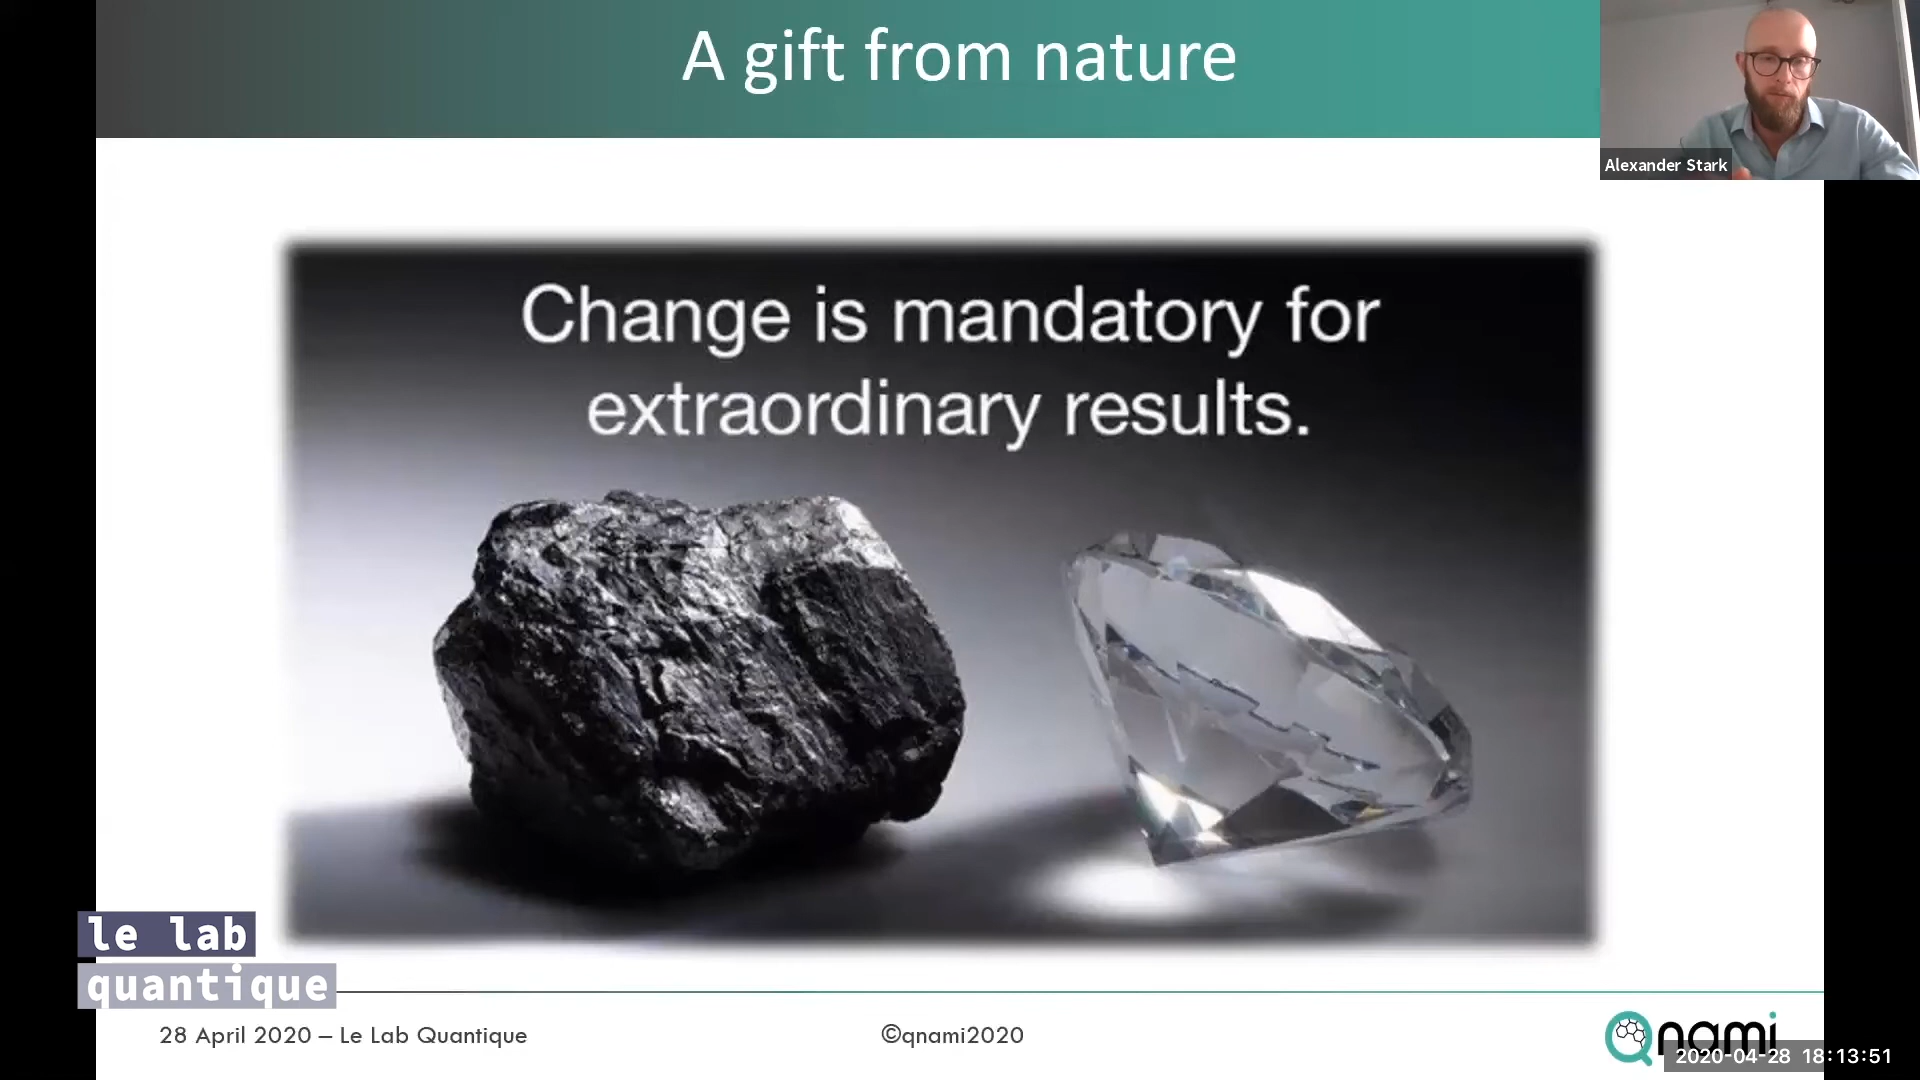 A gift from nature
Alexander Stark
Change is mandatory for
extraordinary results.
le lab
quantique
28 April 2020 – Le Lab Quantique
©qnami2020
Qnami
2020-04-28 18:13:51